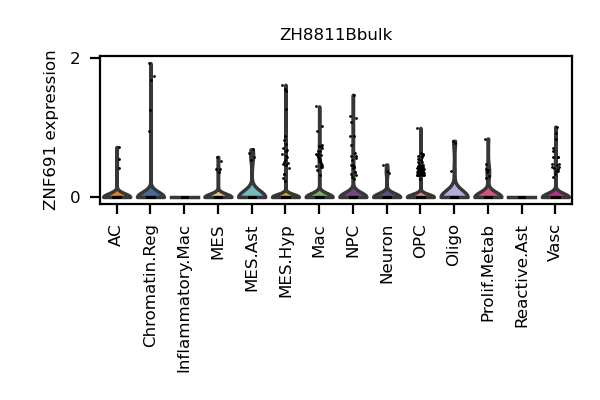 ZH8811Bbulk
ZNF691 expression
2
0
AC
Chromatin.Reg
Inflammatory.Mac
MES
MES.Ast
MES.Hyp
Mac
NPC
Neuron
OPC
Oligo
Prolif.Metab
Reactive.Ast
Vasc